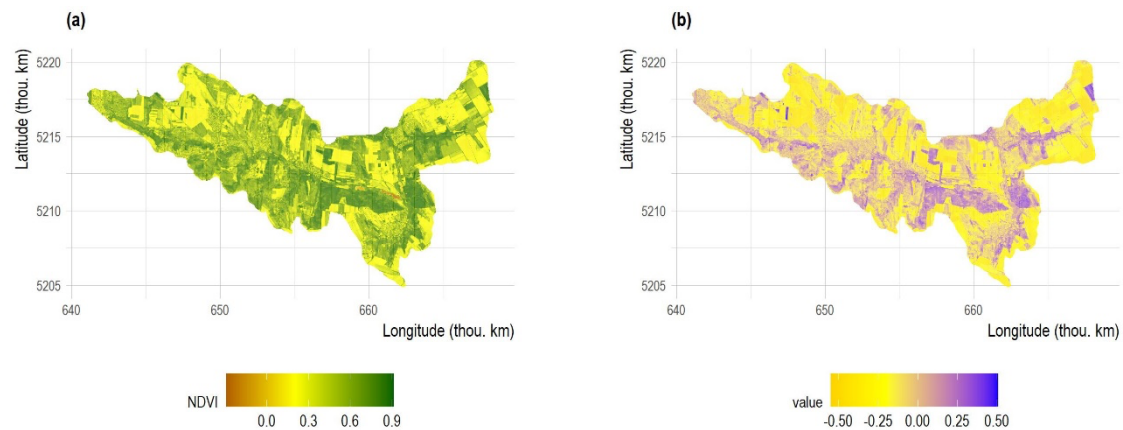 (a)
Latitude (thou. km)
5220
5215
5210
5205
640
650
660
Longitude (thou. km)
NDVI
0.0
0.3
0.6
0.9
(b)
Latitude (thou. km)
5220
5215
5210
5205
640
650
660
Longitude (thou. km)
value
-0.50
-0.25
0.00
0.25
0.50